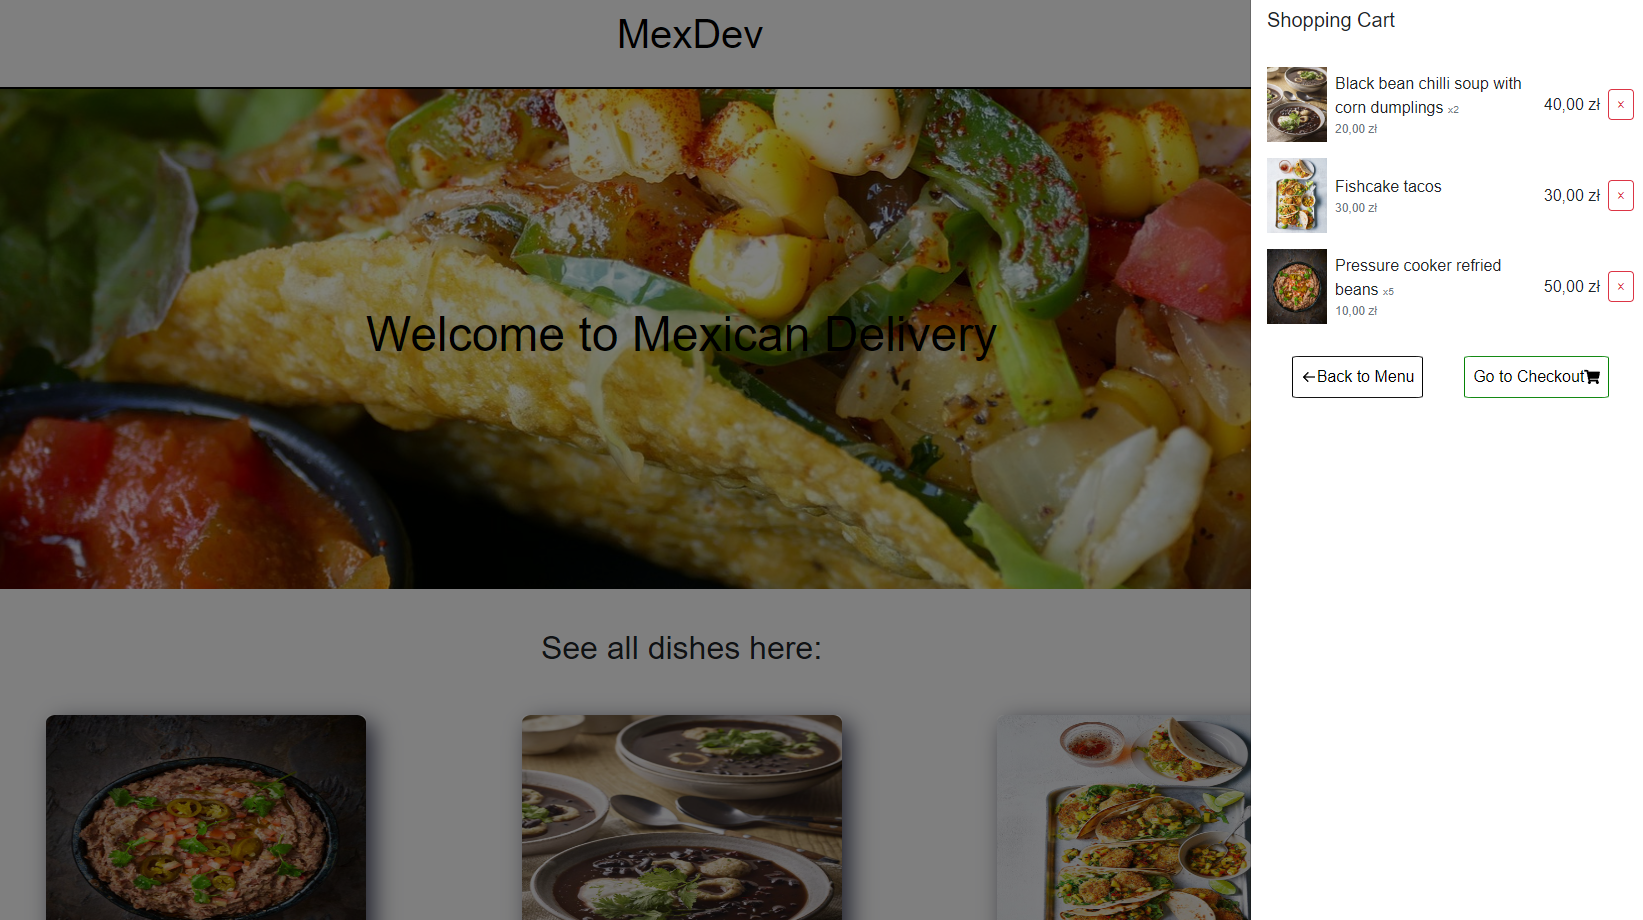 MexDev
Welcome to Mexican Delivery
See all dishes here:
Shopping Cart
Black bean chilli soup with
corn dumplings x2
20,00 zł
40,00 zł
×
Fishcake tacos
30,00 zł
30,00 zł
×
Pressure cooker refried
beans x5
10,00 zł
50,00 zł
×
←Back to Menu
Go to Checkout